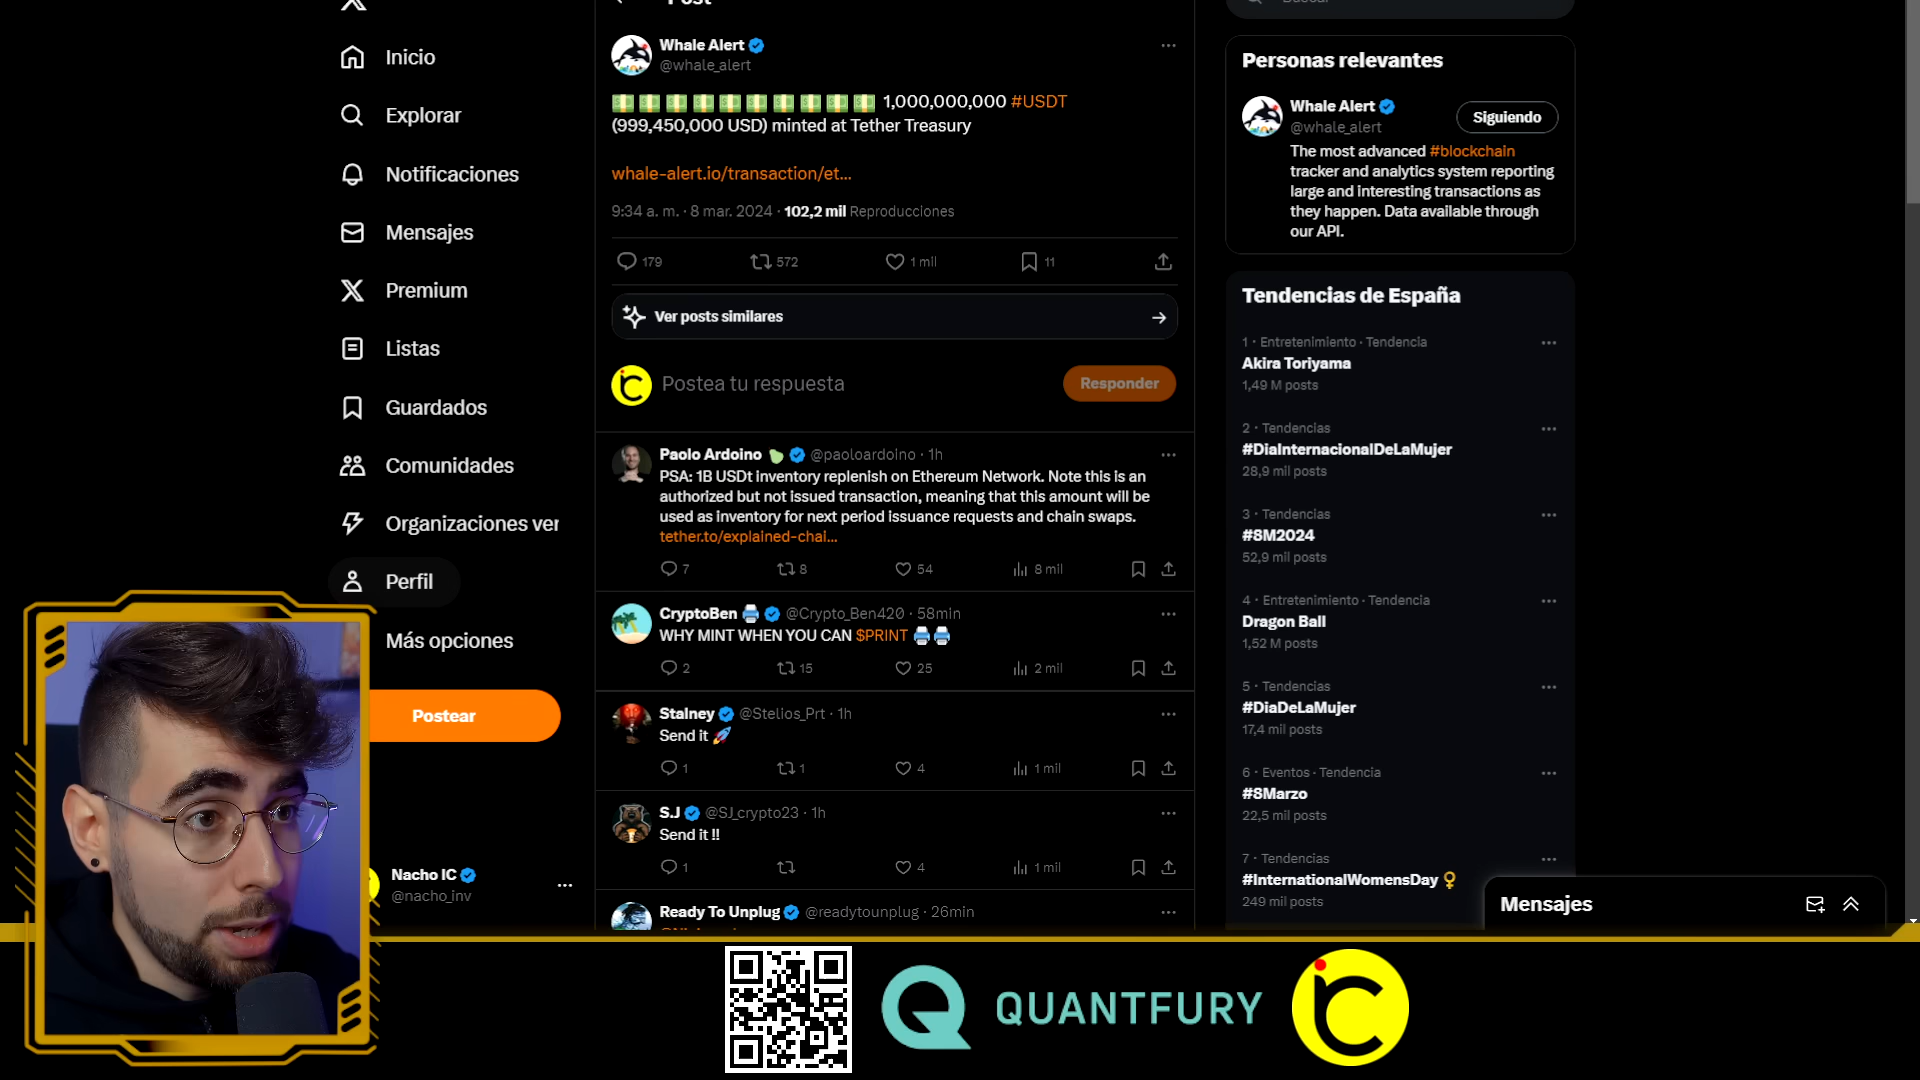 Inicio
Explorar
Notificaciones
Mensajes
Premium
Listas
Guardados
Comunidades
Organizaciones ver
Perfil
Más opciones
Postear
Nacho IC
@nacho_inv
Post
Whale Alert
@whale_alert
1,000,000,000 #USDT
(999,450,000 USD) minted at Tether Treasury
whale-alert.io/transaction/et...
9:34 a. m. · 8 mar. 2024 · 102,2 mil Reproducciones
179 572 1 mil 11
Ver posts similares
Postea tu respuesta
Responder
Paolo Ardoino @paoloardoino · 1h
PSA: 1B USDt inventory replenish on Ethereum Network. Note this is an
authorized but not issued transaction, meaning that this amount will be
used as inventory for next period issuance requests and chain swaps.
tether.to/explained-chai...
7 8 54 8 mil
CryptoBen @Crypto_Ben420 · 58min
WHY MINT WHEN YOU CAN $PRINT
2 15 25 2 mil
Stalney @Stelios_Prt · 1h
Send it
1 1 4 1 mil
S.J @SJ_crypto23 · 1h
Send it !!
1 4 1 mil
Ready To Unplug @readytounplug · 26min
Buscar
Personas relevantes
Whale Alert
@whale_alert
Siguiendo
The most advanced #blockchain
tracker and analytics system reporting
large and interesting transactions as
they happen. Data available through
our API.
Tendencias de España
1 · Entretenimiento · Tendencia
Akira Toriyama
1,49 M posts
2 · Tendencias
#DiaInternacionalDeLaMujer
28,9 mil posts
3 · Tendencias
#8M2024
52,9 mil posts
4 · Entretenimiento · Tendencia
Dragon Ball
1,52 M posts
5 · Tendencias
#DiaDeLaMujer
17,4 mil posts
6 · Eventos · Tendencia
#8Marzo
22,5 mil posts
7 · Tendencias
#InternationalWomensDay
249 mil posts
Mensajes
QUANTFURY